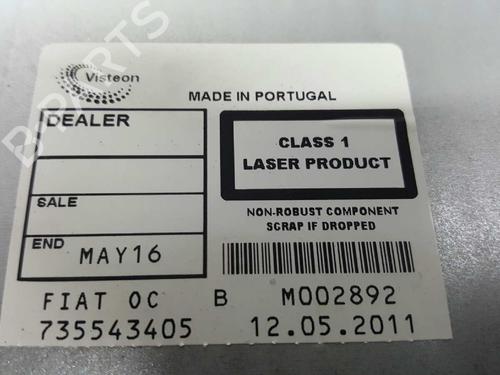 B-PARTS
Visteon
MADE IN PORTUGAL
DEALER
CLASS 1
LASER PRODUCT
SALE
NON-ROBUST COMPONENT
SCRAP IF DROPPED
END MAY16
FIAT OC B M002892
735543405 12.05.2011